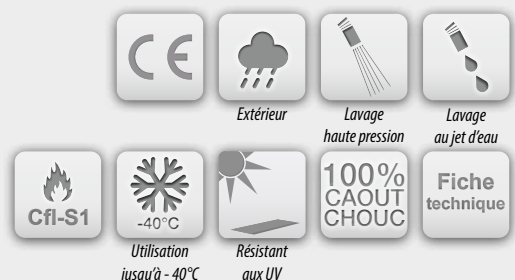 CE
Extérieur
Lavage
haute pression
Lavage
au jet d'eau
Cfl-S1
-40°C
Utilisation
jusqu'à - 40°C
Résistant
aux UV
100%
CAOUT
CHOUC
Fiche
technique